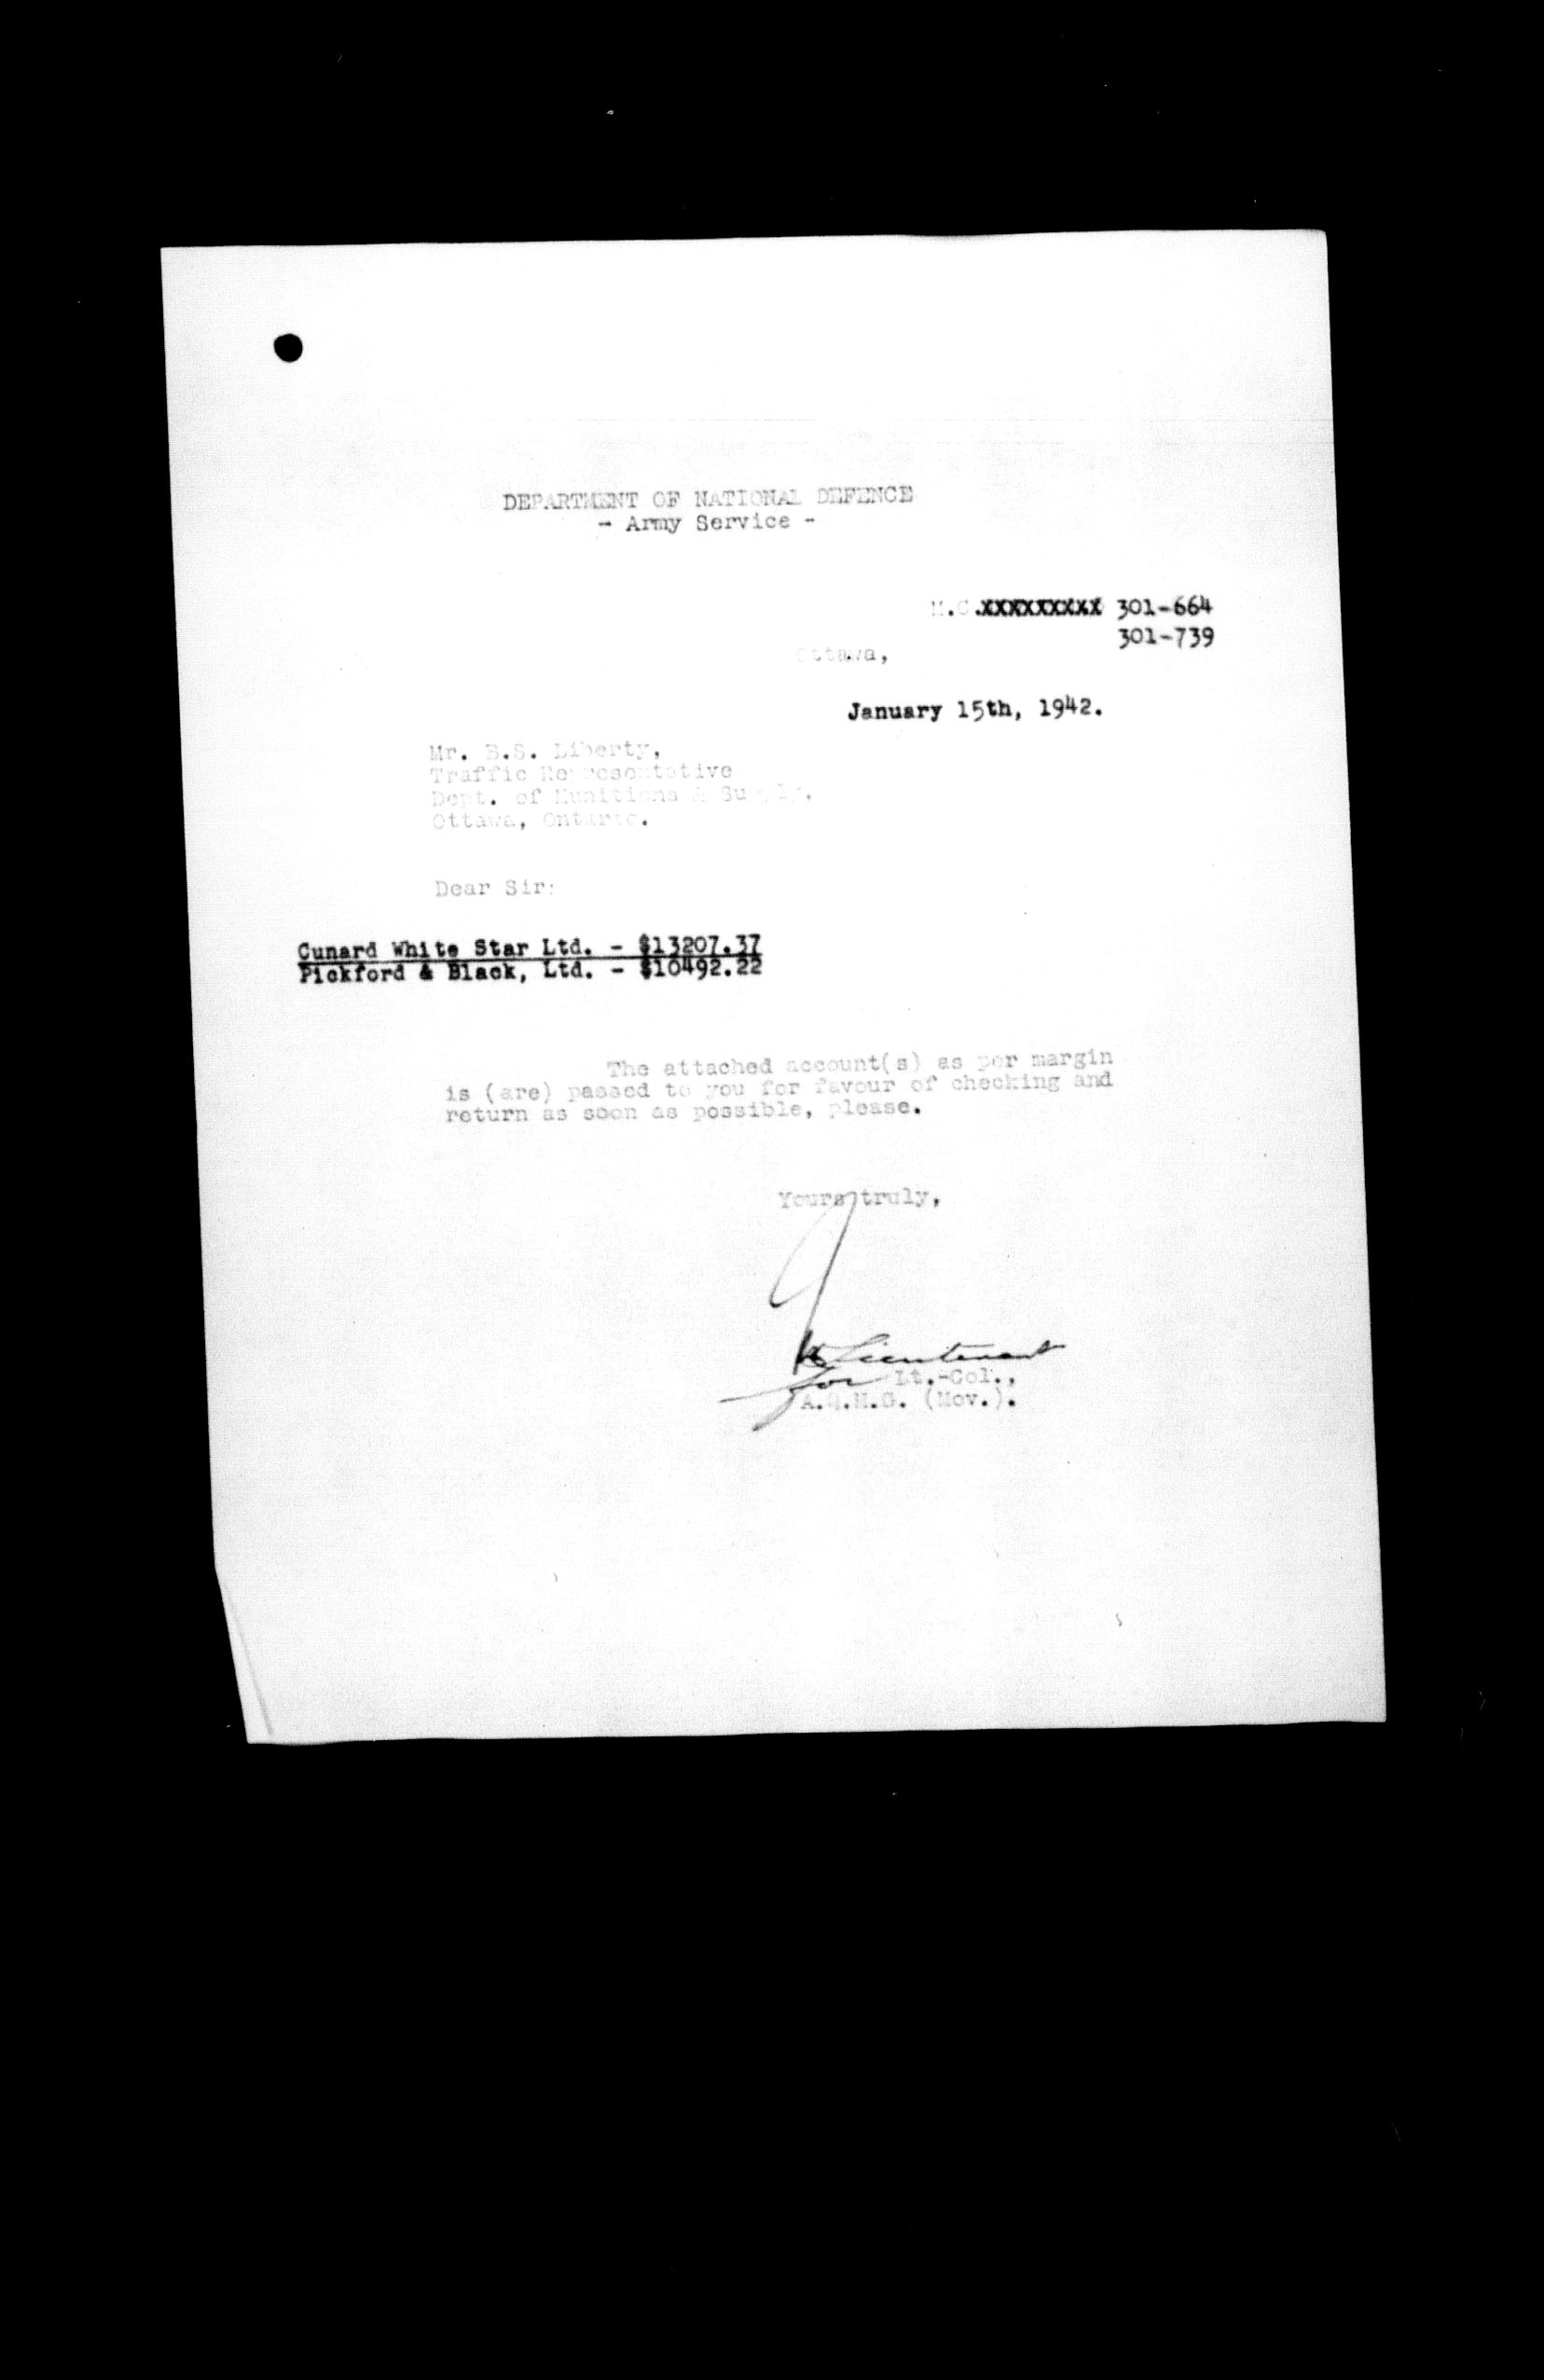 DEPARTMENT OF NATIONAL DEFENCE
- Army Service -
M.C.XXXXXXXXX 301-664
301-739
Ottawa,
January 15th, 1942.
Mr. B.S. Liberty,
Traffic Representative
Dept. of Munitions & Supply,
Ottawa, Ontario.
Dear Sir:
Cunard White Star Ltd. - $13207.37
Pickford & Black, Ltd. - $10492.22
The attached account(s) as per margin
is (are) passed to you for favour of checking and
return as soon as possible, please.
Yours truly,
Lieutenant
for Lt.-Col.,
A.Q.M.G. (Mov.).